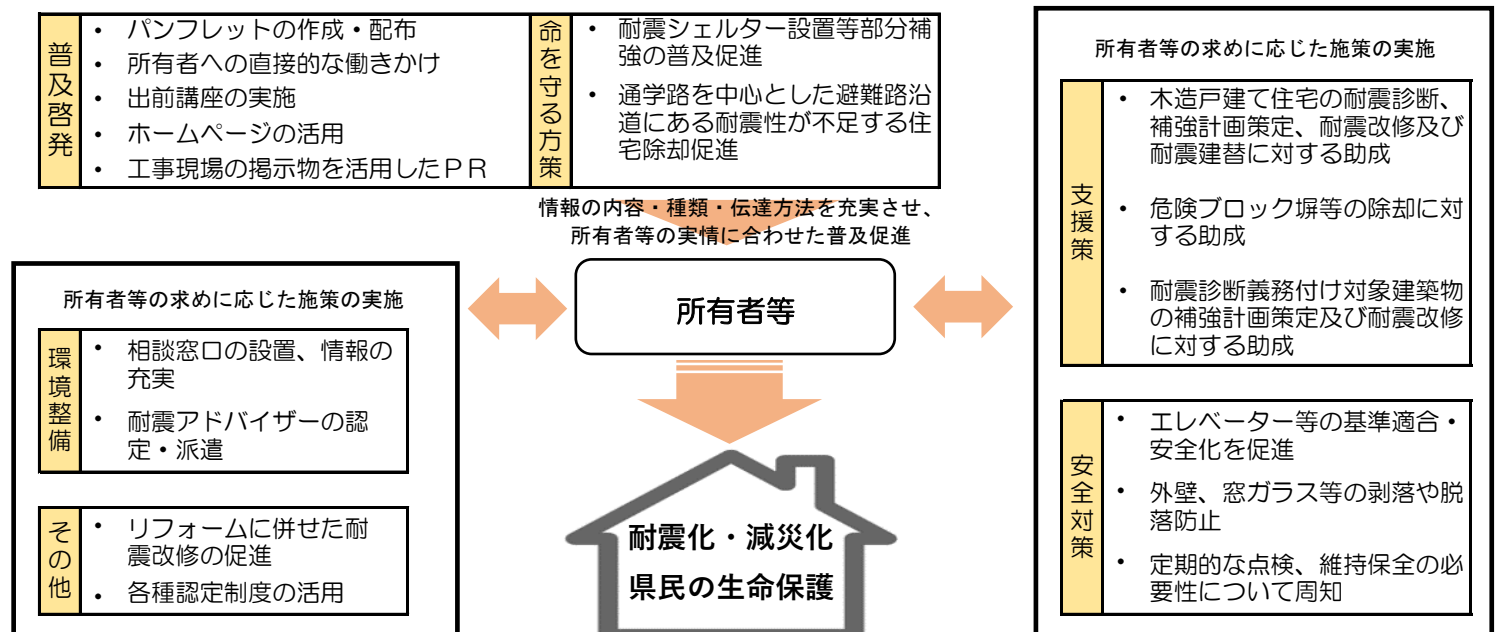 普及啓発
• パンフレットの作成・配布
• 所有者への直接的な働きかけ
• 出前講座の実施
• ホームページの活用
• 工事現場の掲示物を活用したＰＲ
命を守る方策
• 耐震シェルター設置等部分補
強の普及促進
• 通学路を中心とした避難路沿
道にある耐震性が不足する住
宅除却促進
情報の内容・種類・伝達方法を充実させ、
所有者等の実情に合わせた普及促進
所有者等
所有者等の求めに応じた施策の実施
環境整備
• 相談窓口の設置、情報の
充実
• 耐震アドバイザーの認
定・派遣
その他
• リフォームに併せた耐
震改修の促進
• 各種認定制度の活用
耐震化・減災化
県民の生命保護
所有者等の求めに応じた施策の実施
支援策
• 木造戸建て住宅の耐震診断、
補強計画策定、耐震改修及び
耐震建替に対する助成
• 危険ブロック塀等の除却に対
する助成
• 耐震診断義務付け対象建築物
の補強計画策定及び耐震改修
に対する助成
安全対策
• エレベーター等の基準適合・
安全化を促進
• 外壁、窓ガラス等の剥落や脱
落防止
• 定期的な点検、維持保全の必
要性について周知